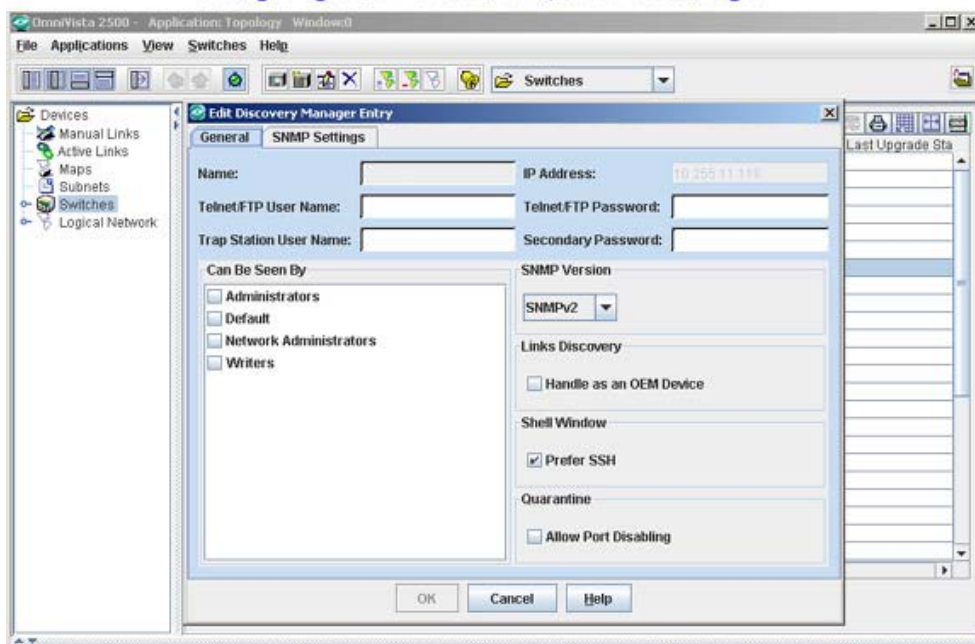 OmniVista 2500 - Application: Topology Window:0
File Applications View Switches Help
Switches
Devices
Manual Links
Active Links
Maps
Subnets
Switches
Logical Network
Edit Discovery Manager Entry
General SNMP Settings
Last Upgrade Sta
Name: IP Address:
Telnet/FTP User Name: Telnet/FTP Password:
Trap Station User Name: Secondary Password:
Can Be Seen By
Administrators
Default
Network Administrators
Writers
SNMP Version
SNMPv2
Links Discovery
Handle as an OEM Device
Shell Window
Prefer SSH
Quarantine
Allow Port Disabling
OK Cancel Help